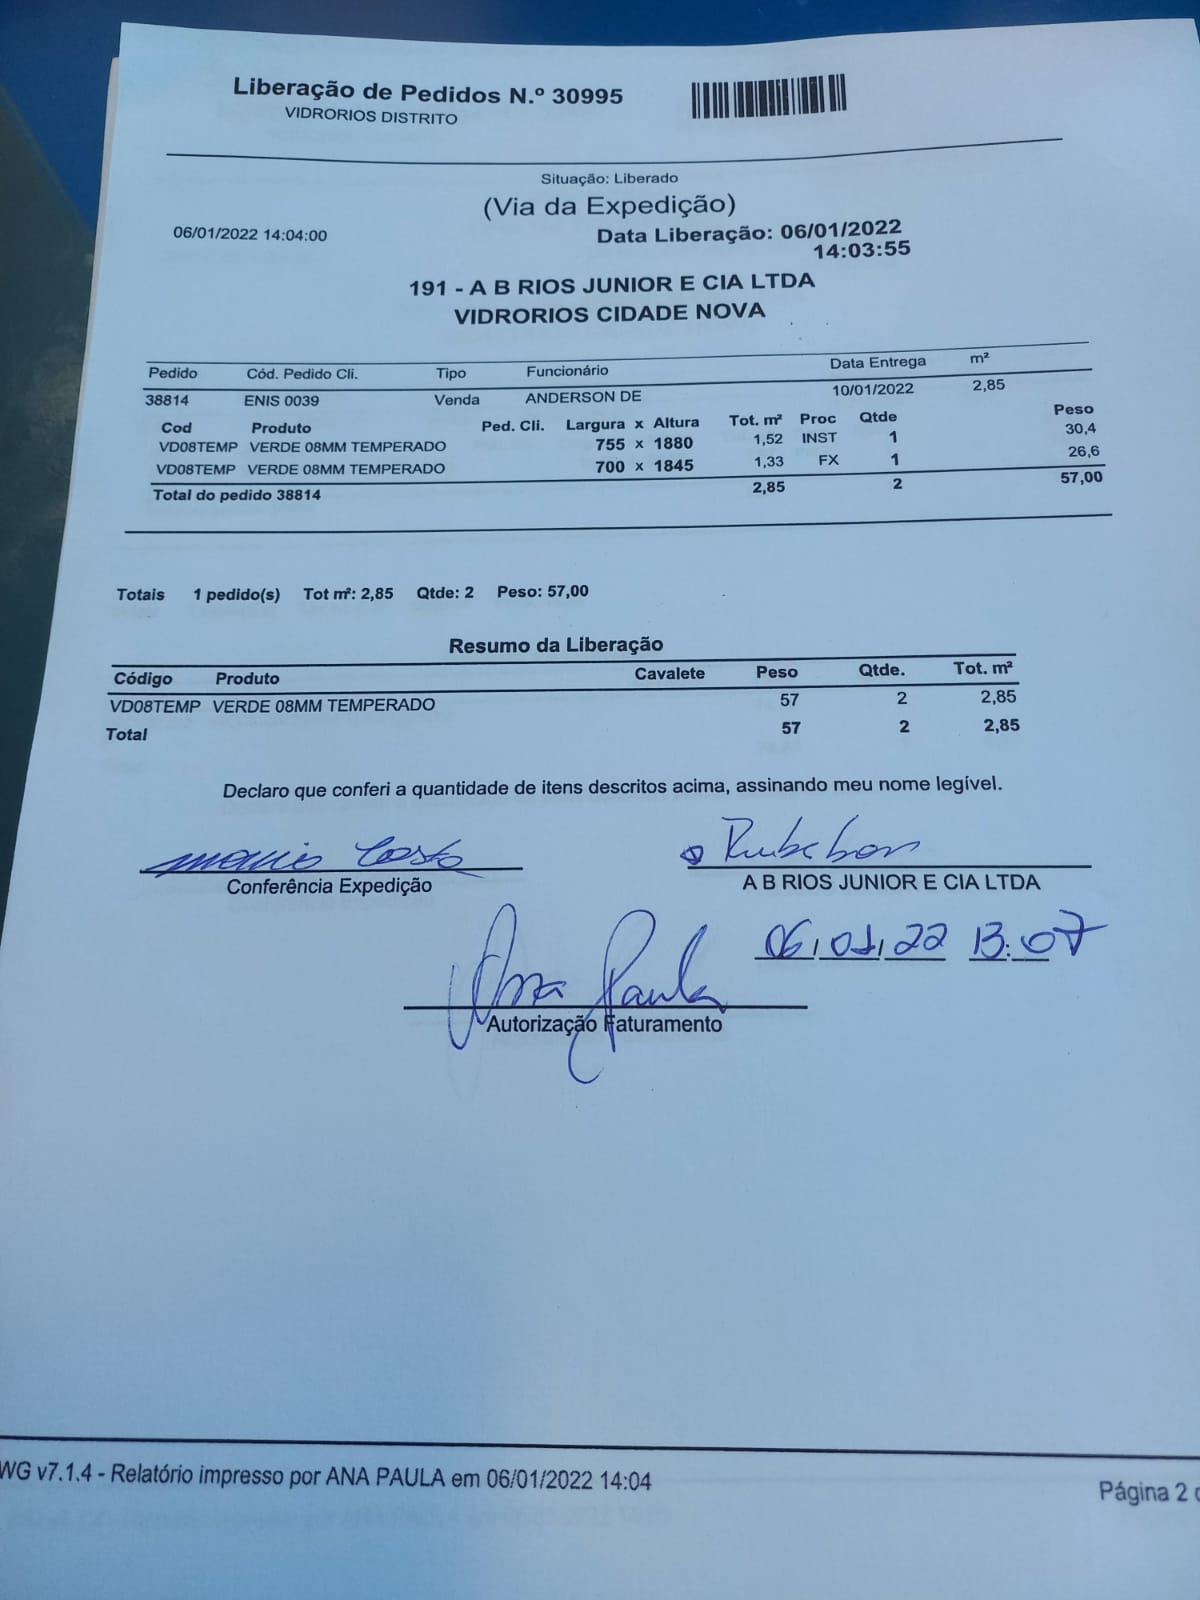 Liberação de Pedidos N.º 30995
VIDRORIOS DISTRITO
Situação: Liberado
(Via da Expedição)
06/01/2022 14:04:00
Data Liberação: 06/01/2022
14:03:55
191 - A B RIOS JUNIOR E CIA LTDA
VIDRORIOS CIDADE NOVA
Pedido Cód. Pedido Cli. Tipo Funcionário Data Entrega m²
38814 ENIS 0039 Venda ANDERSON DE 10/01/2022 2,85
Cod Produto Ped. Cli. Largura x Altura Tot. m² Proc Qtde Peso
VD08TEMP VERDE 08MM TEMPERADO 755 x 1880 1,52 INST 1 30,4
VD08TEMP VERDE 08MM TEMPERADO 700 x 1845 1,33 FX 1 26,6
Total do pedido 38814 2,85 2 57,00
Totais 1 pedido(s) Tot m²: 2,85 Qtde: 2 Peso: 57,00
Resumo da Liberação
Código Produto Cavalete Peso Qtde. Tot. m²
VD08TEMP VERDE 08MM TEMPERADO 57 2 2,85
Total 57 2 2,85
Declaro que conferi a quantidade de itens descritos acima, assinando meu nome legível.
Costa
Conferência Expedição
A B RIOS JUNIOR E CIA LTDA
06/01/22 13:07
Ana Paula
Autorização Faturamento
WG v7.1.4 - Relatório impresso por ANA PAULA em 06/01/2022 14:04
Página 2